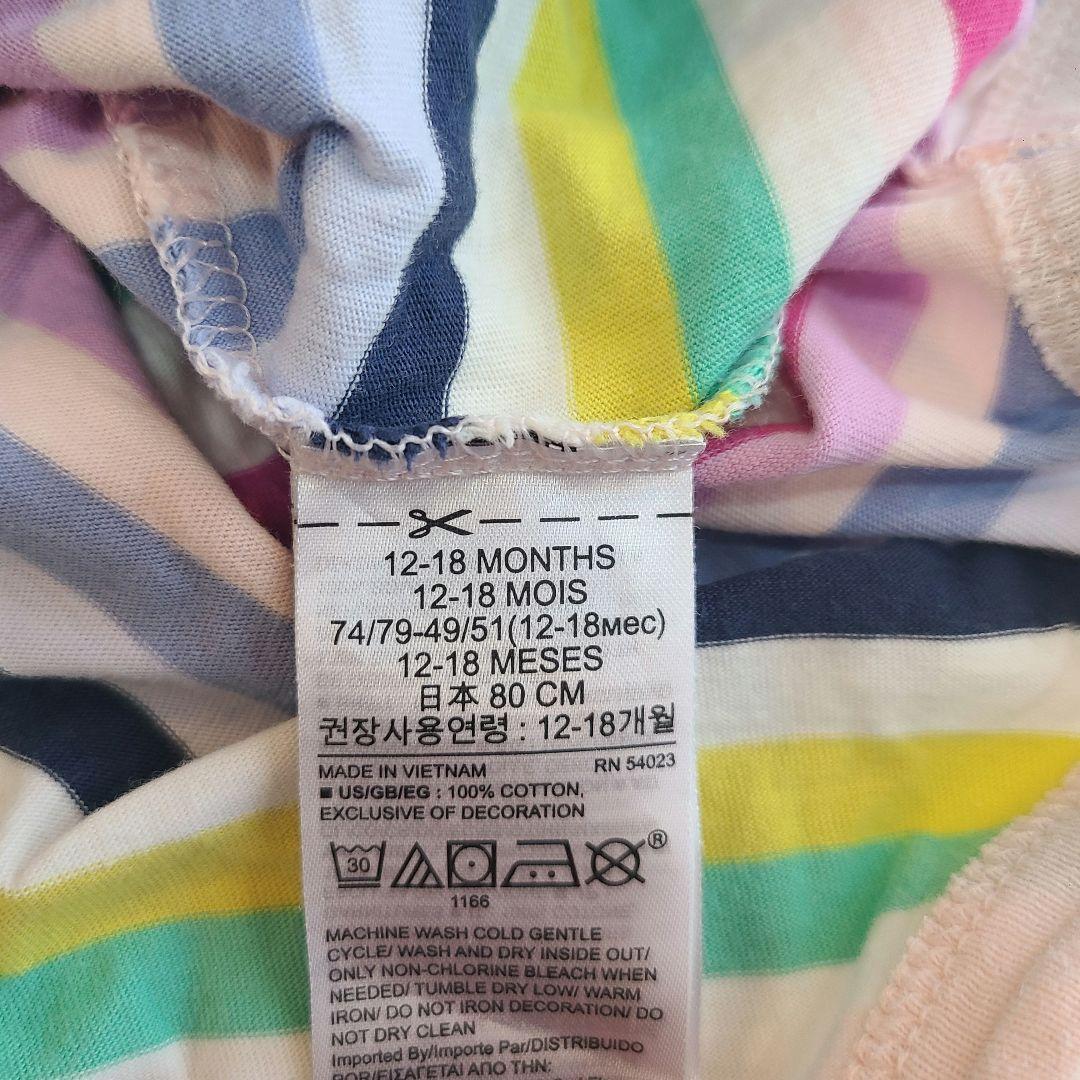 12-18 MONTHS
12-18 MOIS
74/79-49/51(12-18мес)
12-18 MESES
日本 80 CM
권장사용연령 : 12-18개월
MADE IN VIETNAM
RN 54023
■ US/GB/EG : 100% COTTON,
EXCLUSIVE OF DECORATION
30
®
1166
MACHINE WASH COLD GENTLE
CYCLE/ WASH AND DRY INSIDE OUT/
ONLY NON-CHLORINE BLEACH WHEN
NEEDED/ TUMBLE DRY LOW/ WARM
IRON/ DO NOT IRON DECORATION/ DO
NOT DRY CLEAN
Imported By/Importe Par/DISTRIBUIDO
POR/ΕΙΣΑΓΕΤΑΙ ΑΠΟ ΤΗΝ: